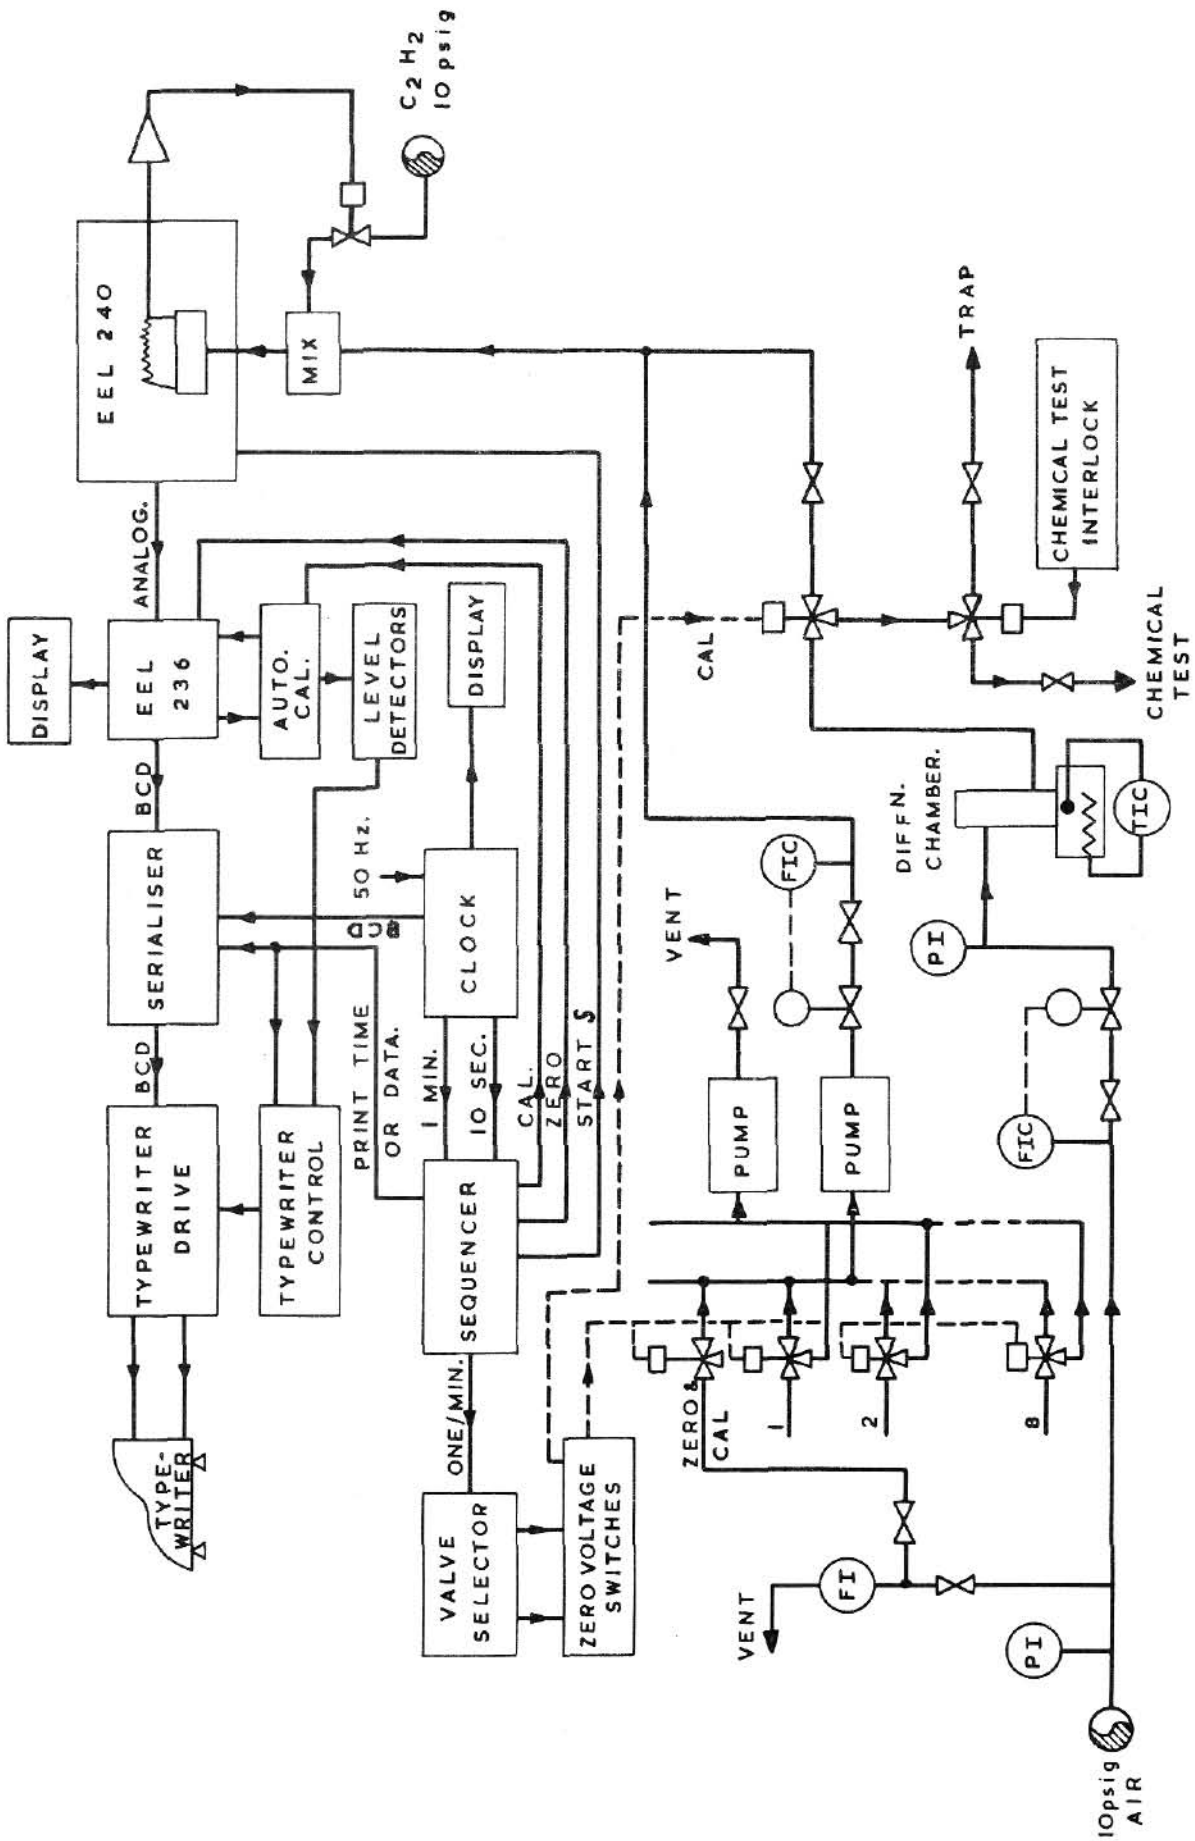 DISPLAY
TYPE-
WRITER
TYPEWRITER
DRIVE
BCD
SERIALISER
BCD
EEL
236
ANALOG.
EEL 240
TYPEWRITER
CONTROL
AUTO.
CAL.
LEVEL
DETECTORS
MIX
C2H2
10 psig
PRINT TIME
OR DATA.
50 Hz.
VALVE
SELECTOR
ONE/MIN.
SEQUENCER
1 MIN.
10 SEC.
CLOCK
DISPLAY
CAL.
ZERO
START S
ZERO VOLTAGE
SWITCHES
ZERO &
CAL
1
2
8
VENT
PUMP
PUMP
FIC
CAL
TRAP
VENT
FI
PI
FIC
PI
DIFFN.
CHAMBER.
TIC
CHEMICAL TEST
INTERLOCK
CHEMICAL
TEST
10psig
AIR